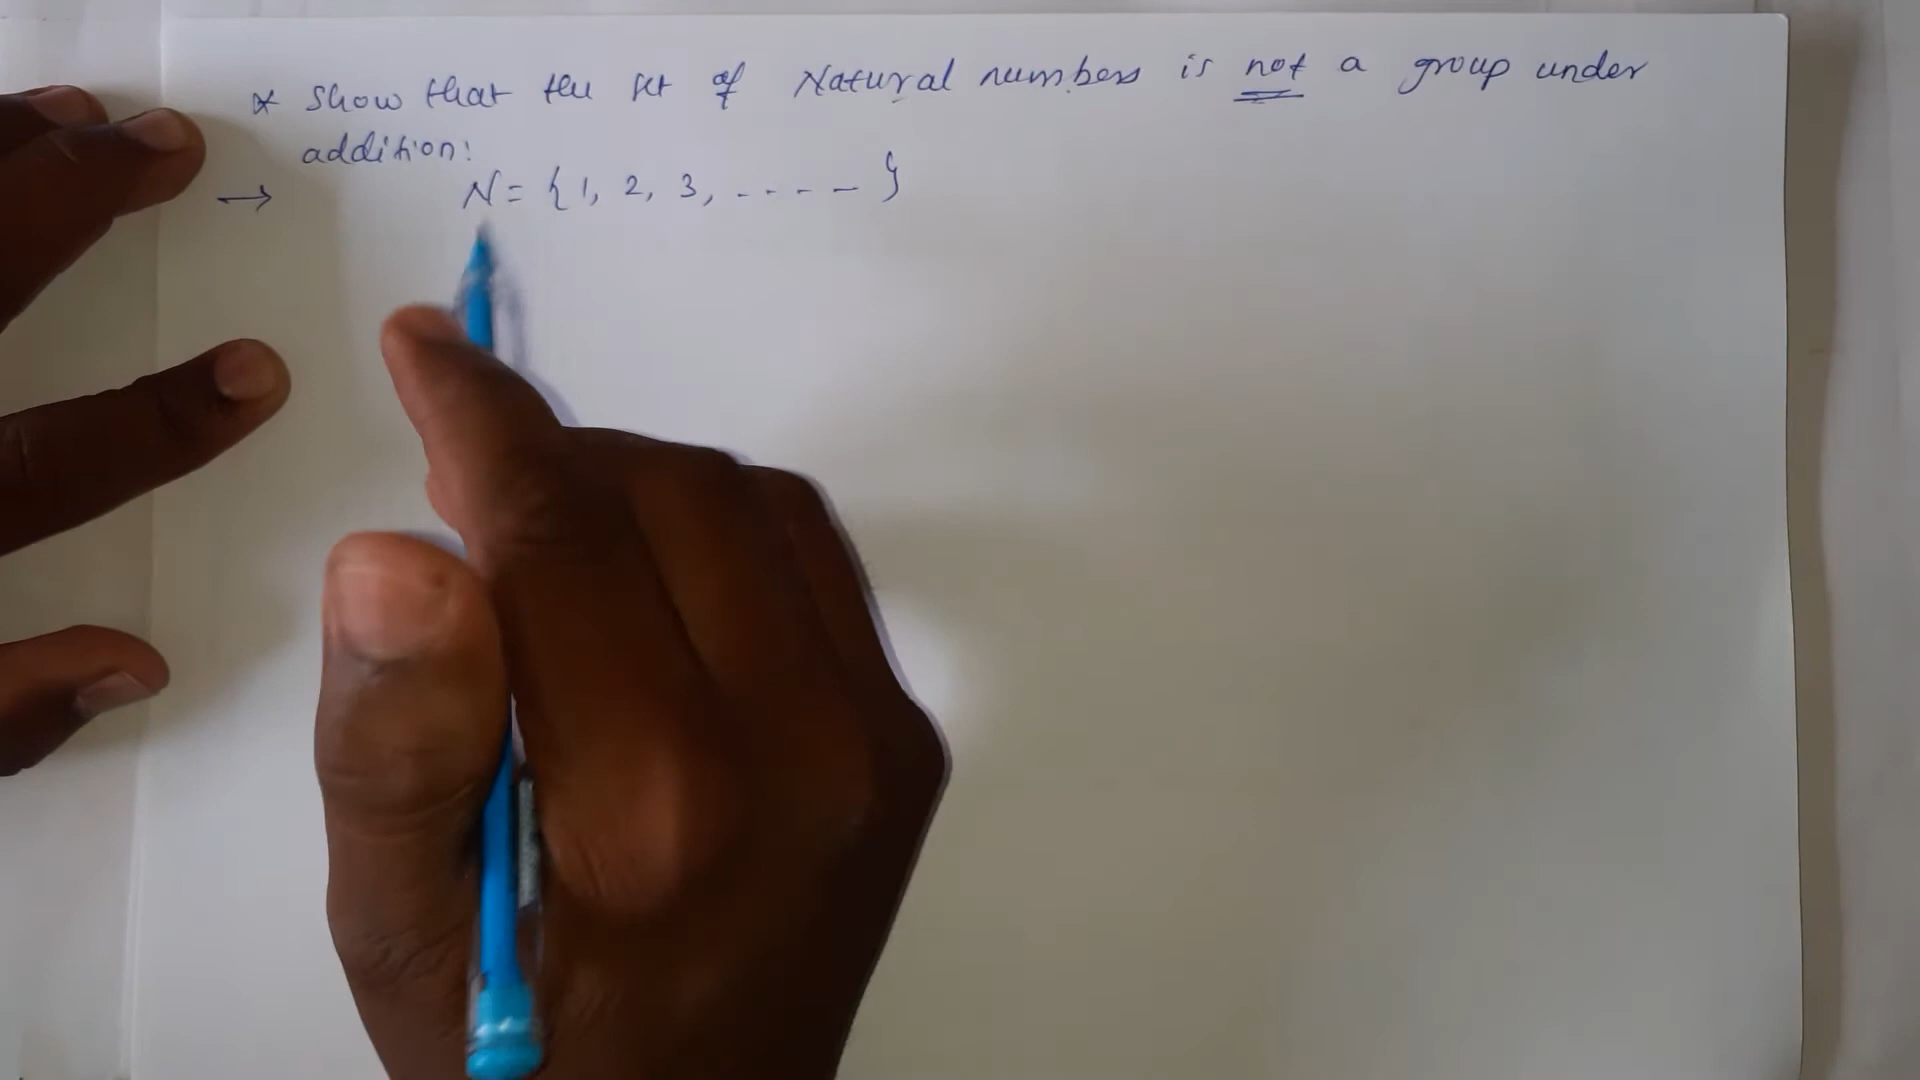 * Show that the set of Natural numbers is not a group under
addition:
→ N = {1, 2, 3, ----- }